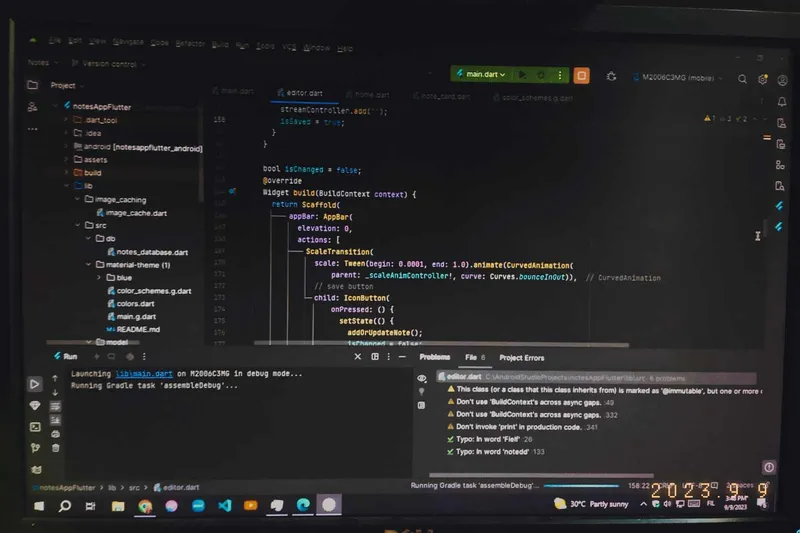 File Edit View Navigate Code Refactor Build Run Tools VCS Window Help
Notes Version control
main.dart
M2006C3MG (mobile)
Project
main.dart editor.dart home.dart note_card.dart color_schemes.g.dart
notesAppFlutter
.dart_tool
.idea
android [notesappflutter_android]
assets
build
lib
image_caching
image_cache.dart
src
db
notes_database.dart
material-theme (1)
blue
color_schemes.g.dart
colors.dart
main.g.dart
README.md
model
streamController.add('');
158
isSaved = true;
}
}
bool isChanged = false;
@override
Widget build(BuildContext context) {
return Scaffold(
appBar: AppBar(
elevation: 0,
actions: [
ScaleTransition(
scale: Tween(begin: 0.0001, end: 1.0).animate(CurvedAnimation(
parent: _scaleAnimController!, curve: Curves.bounceInOut)), // CurvedAnimation
// save button
child: IconButton(
onPressed: () {
setState(() {
addOrUpdateNote();
isChanged = false;
Run
Launching lib\main.dart on M2006C3MG in debug mode...
Running Gradle task 'assembleDebug'...
Problems File 6 Project Errors
editor.dart C:\AndroidStudioProjects\notesAppFlutter\lib\src 6 problems
This class (or a class that this class inherits from) is marked as '@immutable', but one or more
Don't use 'BuildContext's across async gaps. :49
Don't use 'BuildContext's across async gaps. :332
Don't invoke 'print' in production code. :341
Typo: In word 'Fielf' :26
Typo: In word 'notedd' :133
notesAppFlutter lib src editor.dart
Running Gradle task 'assembleDebug'...
158:22
30°C Partly sunny
9/9/2023
2023. 9. 9